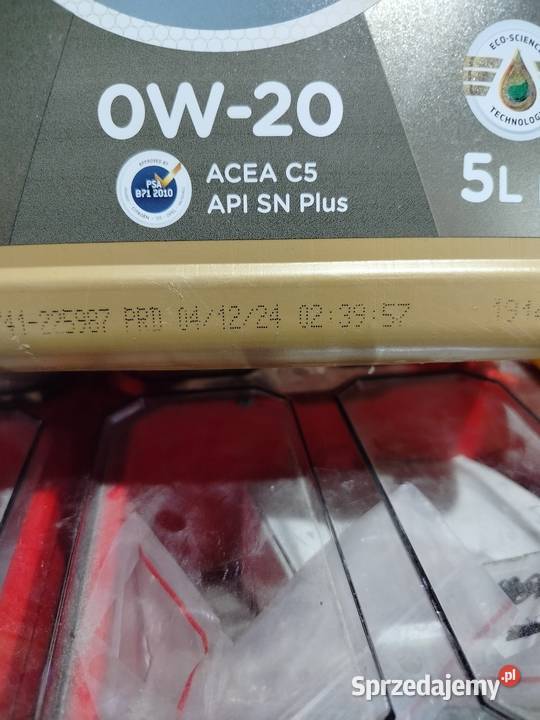 ECO-SCIENCE
TECHNOLOGY
0W-20
APPROVED BY
PSA
B71 2010
ACEA C5
API SN Plus
5L
41-225987 PRD 04/12/24 02:39:57
Sprzedajemy.pl